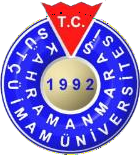 T.C.
KAHRAMANMARAŞ
SÜTÇÜ İMAM ÜNİVERSİTESİ
1992